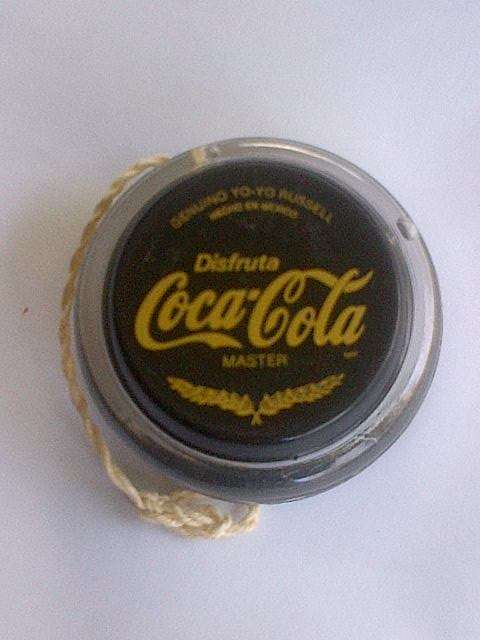 GENUINO YO-YO RUSSELL
HECHO EN MEXICO
Disfruta
Coca-Cola
MASTER